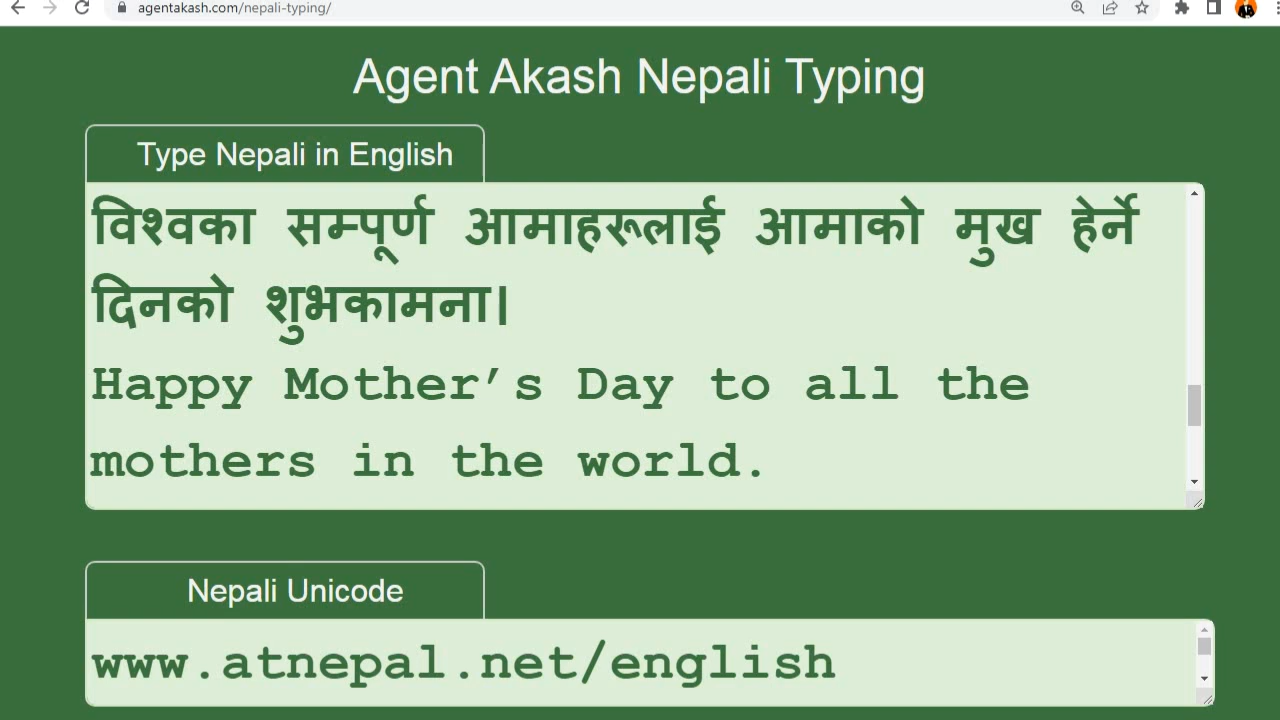 agentakash.com/nepali-typing/
Agent Akash Nepali Typing
Type Nepali in English
विश्वका सम्पूर्ण आमाहरूलाई आमाको मुख हेर्ने
दिनको शुभकामना।
Happy Mother’s Day to all the
mothers in the world.
Nepali Unicode
www.atnepal.net/english